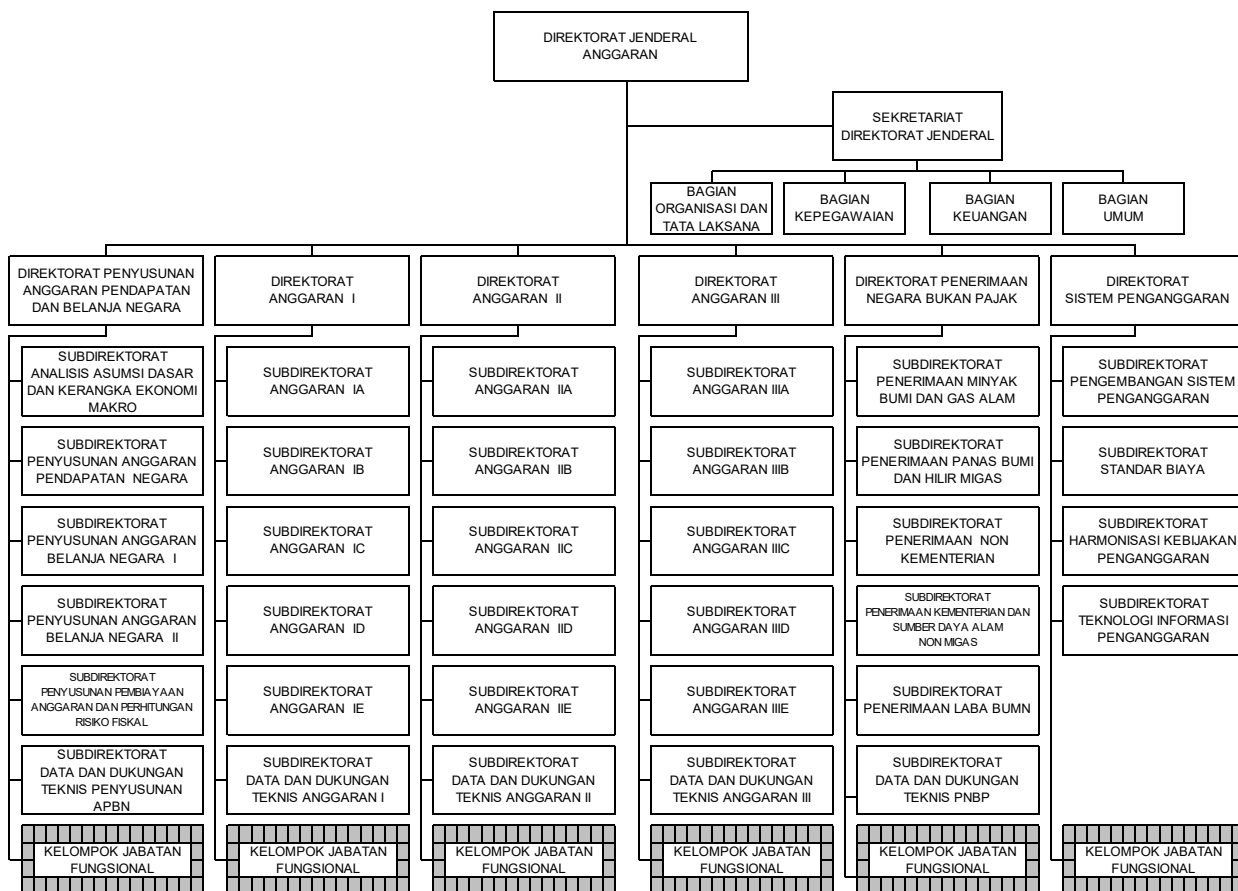 DIREKTORAT JENDERAL
ANGGARAN
SEKRETARIAT
DIREKTORAT JENDERAL
BAGIAN
ORGANISASI DAN
TATA LAKSANA
BAGIAN
KEPEGAWAIAN
BAGIAN
KEUANGAN
BAGIAN
UMUM
DIREKTORAT PENYUSUNAN
ANGGARAN PENDAPATAN
DAN BELANJA NEGARA
DIREKTORAT
ANGGARAN I
DIREKTORAT
ANGGARAN II
DIREKTORAT
ANGGARAN III
DIREKTORAT PENERIMAAN
NEGARA BUKAN PAJAK
DIREKTORAT
SISTEM PENGANGGARAN
SUBDIREKTORAT
ANALISIS ASUMSI DASAR
DAN KERANGKA EKONOMI
MAKRO
SUBDIREKTORAT
ANGGARAN IA
SUBDIREKTORAT
ANGGARAN IIA
SUBDIREKTORAT
ANGGARAN IIIA
SUBDIREKTORAT
PENERIMAAN MINYAK
BUMI DAN GAS ALAM
SUBDIREKTORAT
PENGEMBANGAN SISTEM
PENGANGGARAN
SUBDIREKTORAT
PENYUSUNAN ANGGARAN
PENDAPATAN NEGARA
SUBDIREKTORAT
ANGGARAN IB
SUBDIREKTORAT
ANGGARAN IIB
SUBDIREKTORAT
ANGGARAN IIIB
SUBDIREKTORAT
PENERIMAAN PANAS BUMI
DAN HILIR MIGAS
SUBDIREKTORAT
STANDAR BIAYA
SUBDIREKTORAT
PENYUSUNAN ANGGARAN
BELANJA NEGARA I
SUBDIREKTORAT
ANGGARAN IC
SUBDIREKTORAT
ANGGARAN IIC
SUBDIREKTORAT
ANGGARAN IIIC
SUBDIREKTORAT
PENERIMAAN NON
KEMENTERIAN
SUBDIREKTORAT
HARMONISASI KEBIJAKAN
PENGANGGARAN
SUBDIREKTORAT
PENYUSUNAN ANGGARAN
BELANJA NEGARA II
SUBDIREKTORAT
ANGGARAN ID
SUBDIREKTORAT
ANGGARAN IID
SUBDIREKTORAT
ANGGARAN IIID
SUBDIREKTORAT
PENERIMAAN KEMENTERIAN DAN
SUMBER DAYA ALAM
NON MIGAS
SUBDIREKTORAT
TEKNOLOGI INFORMASI
PENGANGGARAN
SUBDIREKTORAT
PENYUSUNAN PEMBIAYAAN
ANGGARAN DAN PERHITUNGAN
RISIKO FISKAL
SUBDIREKTORAT
ANGGARAN IE
SUBDIREKTORAT
ANGGARAN IIE
SUBDIREKTORAT
ANGGARAN IIIE
SUBDIREKTORAT
PENERIMAAN LABA BUMN
SUBDIREKTORAT
DATA DAN DUKUNGAN
TEKNIS PENYUSUNAN
APBN
SUBDIREKTORAT
DATA DAN DUKUNGAN
TEKNIS ANGGARAN I
SUBDIREKTORAT
DATA DAN DUKUNGAN
TEKNIS ANGGARAN II
SUBDIREKTORAT
DATA DAN DUKUNGAN
TEKNIS ANGGARAN III
SUBDIREKTORAT
DATA DAN DUKUNGAN
TEKNIS PNBP
KELOMPOK JABATAN
FUNGSIONAL
KELOMPOK JABATAN
FUNGSIONAL
KELOMPOK JABATAN
FUNGSIONAL
KELOMPOK JABATAN
FUNGSIONAL
KELOMPOK JABATAN
FUNGSIONAL
KELOMPOK JABATAN
FUNGSIONAL